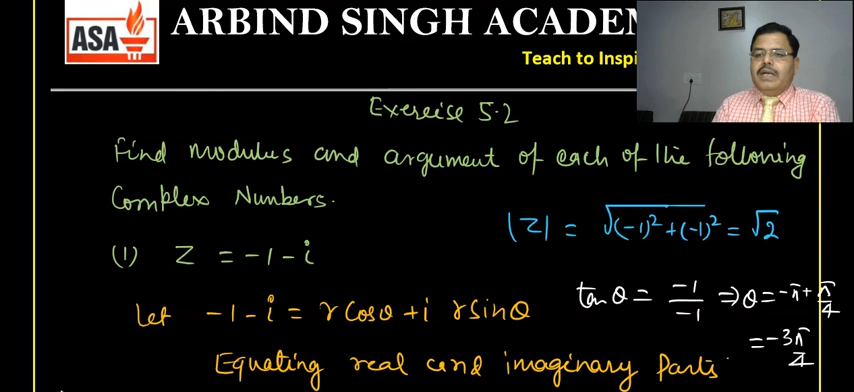 ARBIND SINGH ACADEM
ASA
Teach to Inspi
Exercise 5.2
Find modulus and argument of each of the following
Complex Numbers.
|Z| = √(-1)² + (-1)² = √2
(1) Z = -1 - i
tanθ = -1/-1 ⇒ θ = -π + π/4
= -3π/4
Let -1 - i = r cosθ + i r sinθ
Equating real and imaginary Parts.